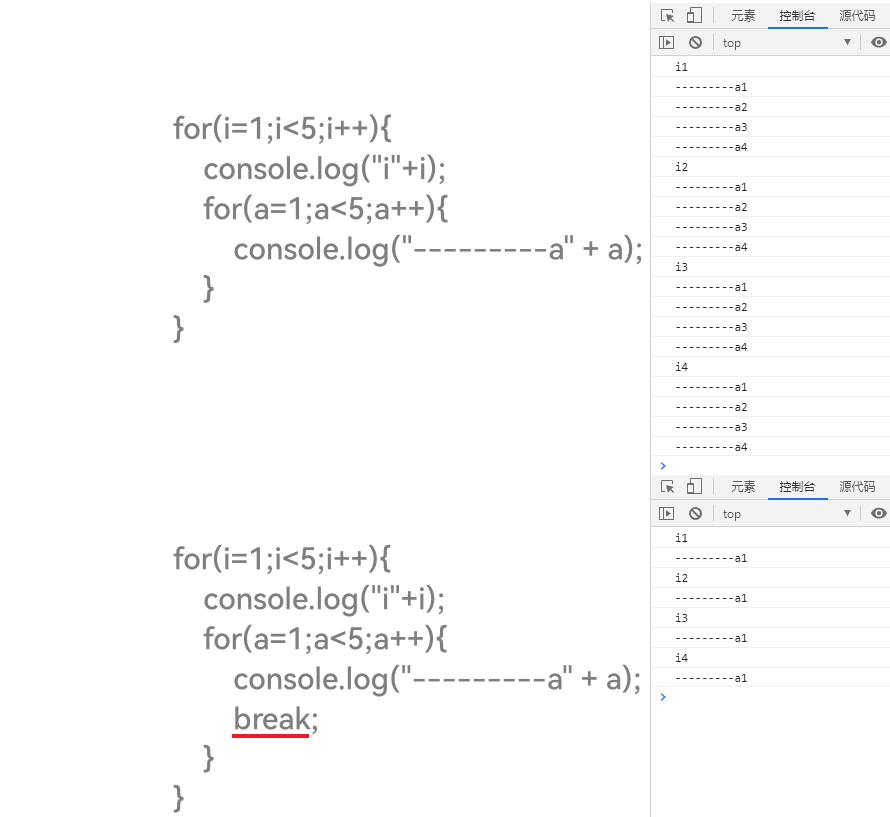 for(i=1;i<5;i++){
console.log("i"+i);
for(a=1;a<5;a++){
console.log("---------a" + a);
}
}
元素 控制台 源代码
top
i1
---------a1
---------a2
---------a3
---------a4
i2
---------a1
---------a2
---------a3
---------a4
i3
---------a1
---------a2
---------a3
---------a4
i4
---------a1
---------a2
---------a3
---------a4
for(i=1;i<5;i++){
console.log("i"+i);
for(a=1;a<5;a++){
console.log("---------a" + a);
break;
}
}
元素 控制台 源代码
top
i1
---------a1
i2
---------a1
i3
---------a1
i4
---------a1